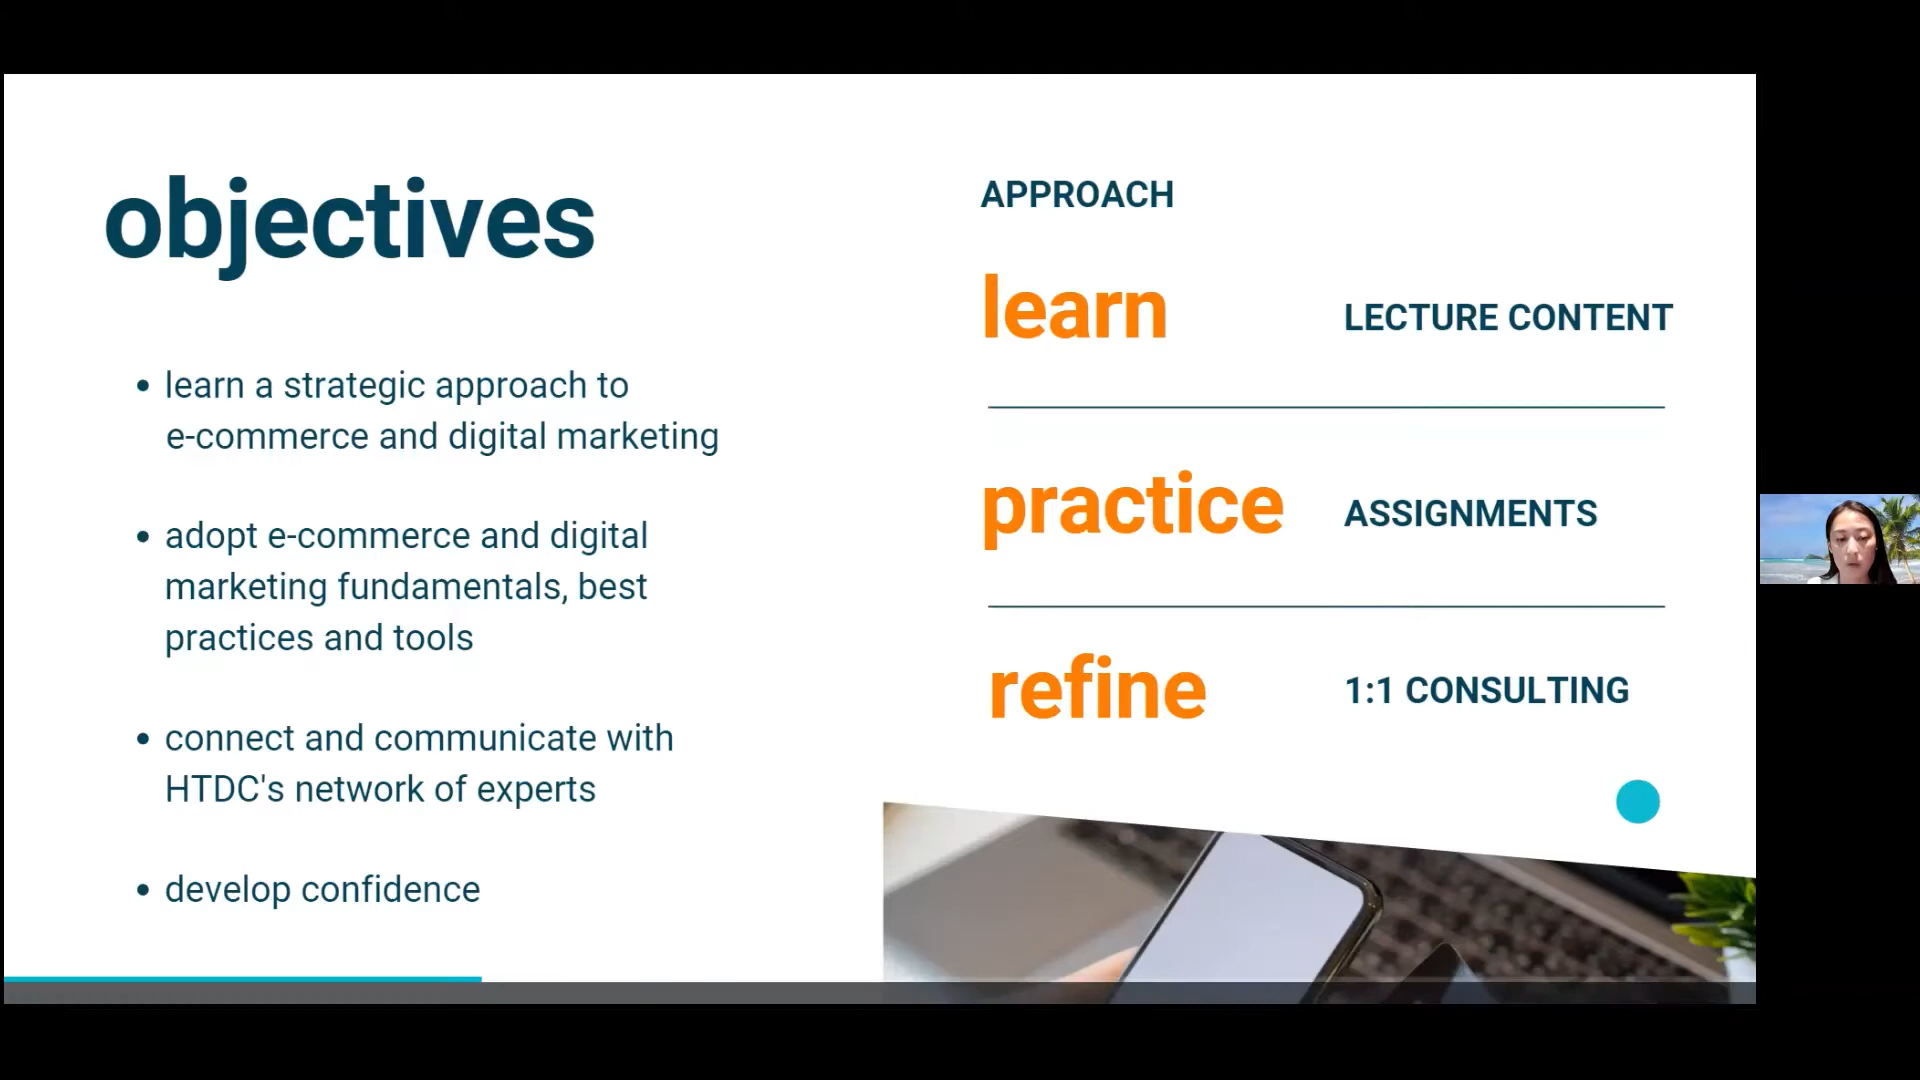 objectives
learn a strategic approach to
e-commerce and digital marketing
adopt e-commerce and digital
marketing fundamentals, best
practices and tools
connect and communicate with
HTDC's network of experts
develop confidence
APPROACH
learn LECTURE CONTENT
practice ASSIGNMENTS
refine 1:1 CONSULTING